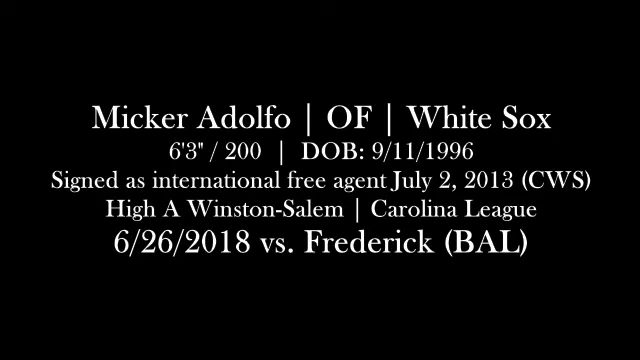 Micker Adolfo | OF | White Sox
6'3" / 200 | DOB: 9/11/1996
Signed as international free agent July 2, 2013 (CWS)
High A Winston-Salem | Carolina League
6/26/2018 vs. Frederick (BAL)